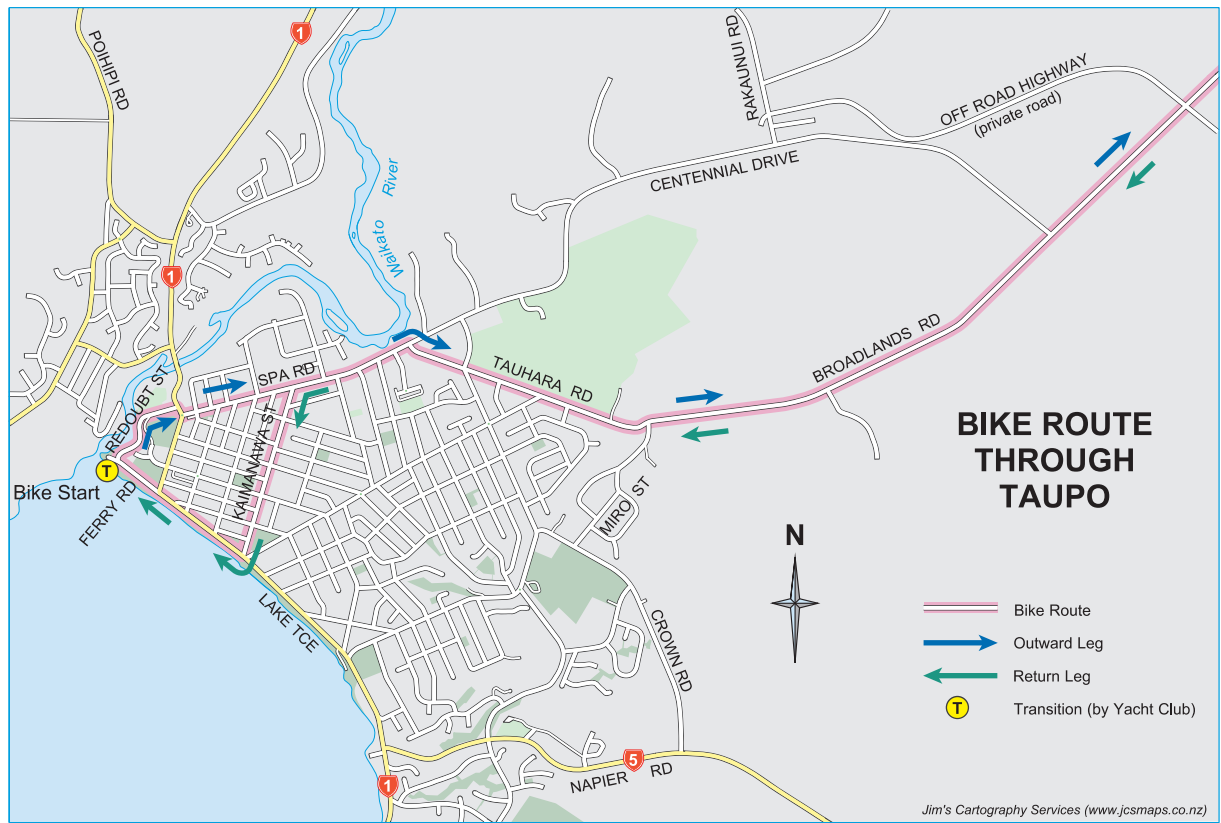 POIHIPI RD
1
RAKAUNUI RD
OFF ROAD HIGHWAY
(private road)
CENTENNIAL DRIVE
Waikato River
1
SPA RD
TAUHARA RD
BROADLANDS RD
REDOUBT ST
KAIMANAWA ST
T
Bike Start
FERRY RD
MIRO ST
LAKE TCE
CROWN RD
NAPIER RD
5
1
BIKE ROUTE
THROUGH
TAUPO
N
Bike Route
Outward Leg
Return Leg
T
Transition (by Yacht Club)
Jim's Cartography Services (www.jcsmaps.co.nz)